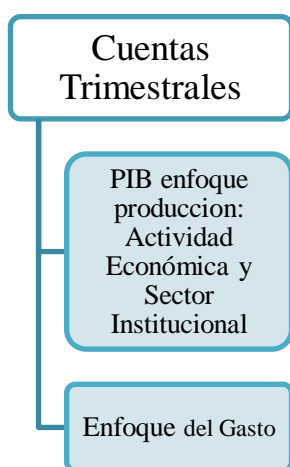 Cuentas
Trimestrales
PIB enfoque
produccion:
Actividad
Económica y
Sector
Institucional
Enfoque del Gasto